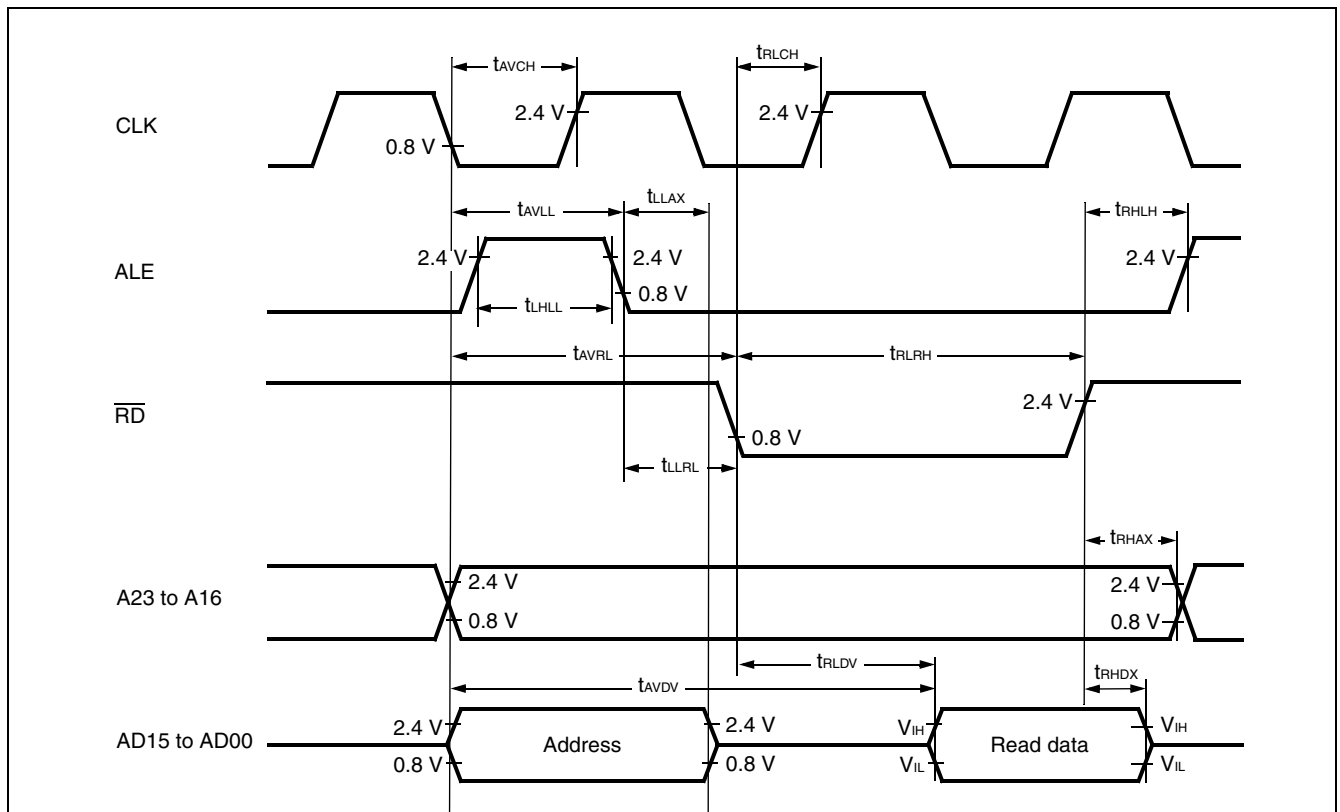 tAVCH
tRLCH
CLK
2.4 V
2.4 V
0.8 V
tAVLL
tLLAX
tRHLH
ALE
2.4 V
2.4 V
2.4 V
0.8 V
tLHLL
tAVRL
tRLRH
RD
2.4 V
0.8 V
tLLRL
tRHAX
A23 to A16
2.4 V
2.4 V
0.8 V
0.8 V
tRLDV
tAVDV
tRHDX
AD15 to AD00
2.4 V
Address
2.4 V
VIH
Read data
VIH
0.8 V
0.8 V
VIL
VIL